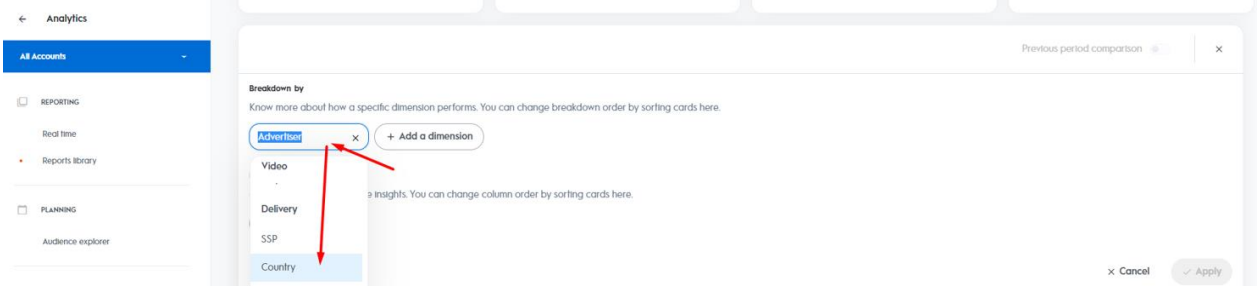 Analytics
All Accounts
REPORTING
Real time
Reports library
PLANNING
Audience explorer
Previous period comparison
Breakdown by
Know more about how a specific dimension performs. You can change breakdown order by sorting cards here.
Advertiser × + Add a dimension
Video
Delivery
e insights. You can change column order by sorting cards here.
SSP
Country
× Cancel
Apply